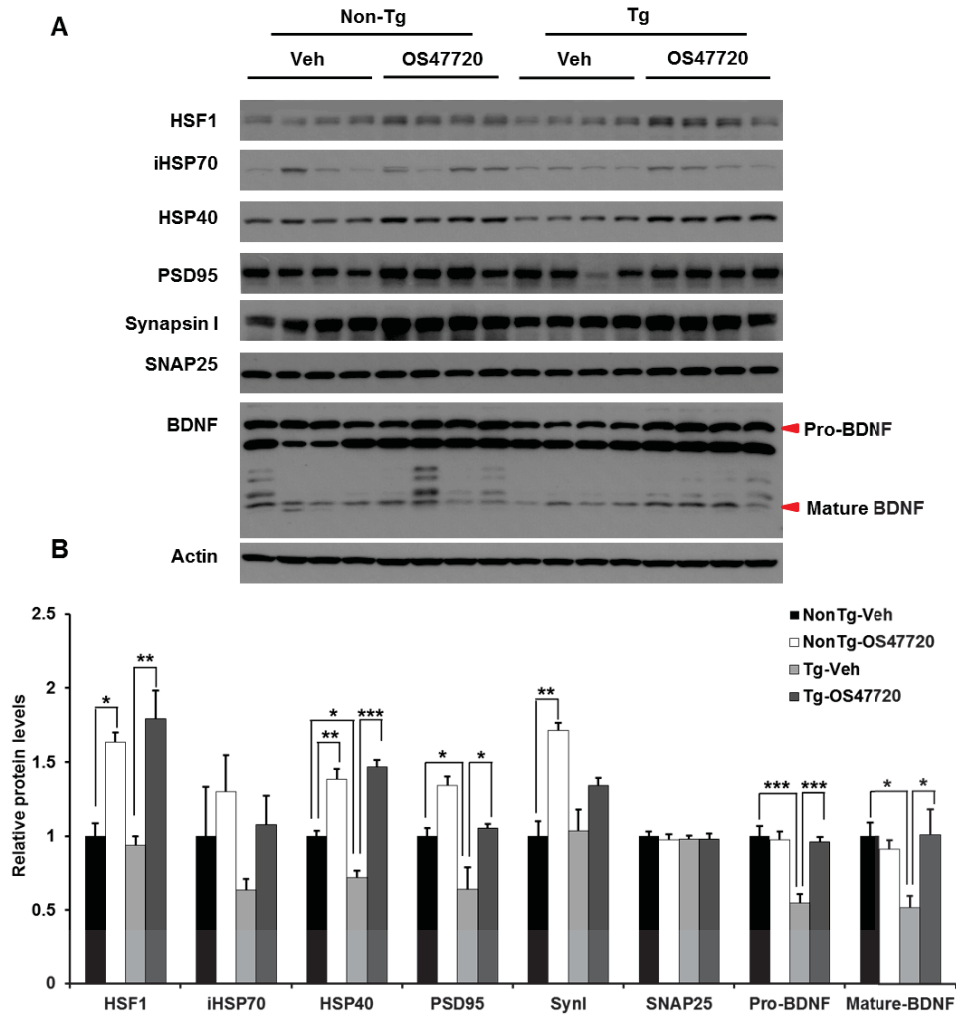 A
Non-Tg
Tg
Veh
OS47720
Veh
OS47720
HSF1
iHSP70
HSP40
PSD95
Synapsin I
SNAP25
BDNF
Pro-BDNF
Mature BDNF
Actin
B
Relative protein levels
2.5
2
1.5
1
0.5
0
NonTg-Veh
NonTg-OS47720
Tg-Veh
Tg-OS47720
*
**
*
**
***
*
*
**
***
***
*
*
HSF1
iHSP70
HSP40
PSD95
SynI
SNAP25
Pro-BDNF
Mature-BDNF